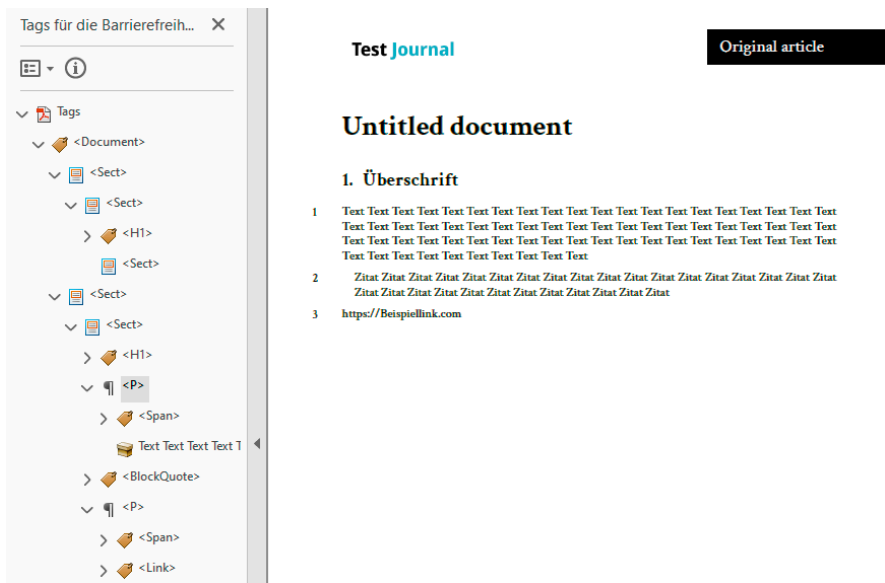 Tags für die Barrierefreih...
Tags
<Document>
<Sect>
<Sect>
<H1>
<Sect>
<Sect>
<Sect>
<H1>
<P>
<Span>
Text Text Text Text T
<BlockQuote>
<P>
<Span>
<Link>
Test Journal
Original article
Untitled document
1. Überschrift
1 Text Text Text Text Text Text Text Text Text Text Text Text Text Text Text Text Text Text Text Text
Text Text Text Text Text Text Text Text Text Text Text Text Text Text Text Text Text Text Text Text
Text Text Text Text Text Text Text Text Text Text Text Text Text Text Text Text Text Text Text Text
Text Text Text Text Text Text Text Text Text Text
2 Zitat Zitat Zitat Zitat Zitat Zitat Zitat Zitat Zitat Zitat Zitat Zitat Zitat Zitat Zitat Zitat Zitat Zitat
Zitat Zitat Zitat Zitat Zitat Zitat Zitat Zitat Zitat Zitat Zitat Zitat
3 https://Beispiellink.com